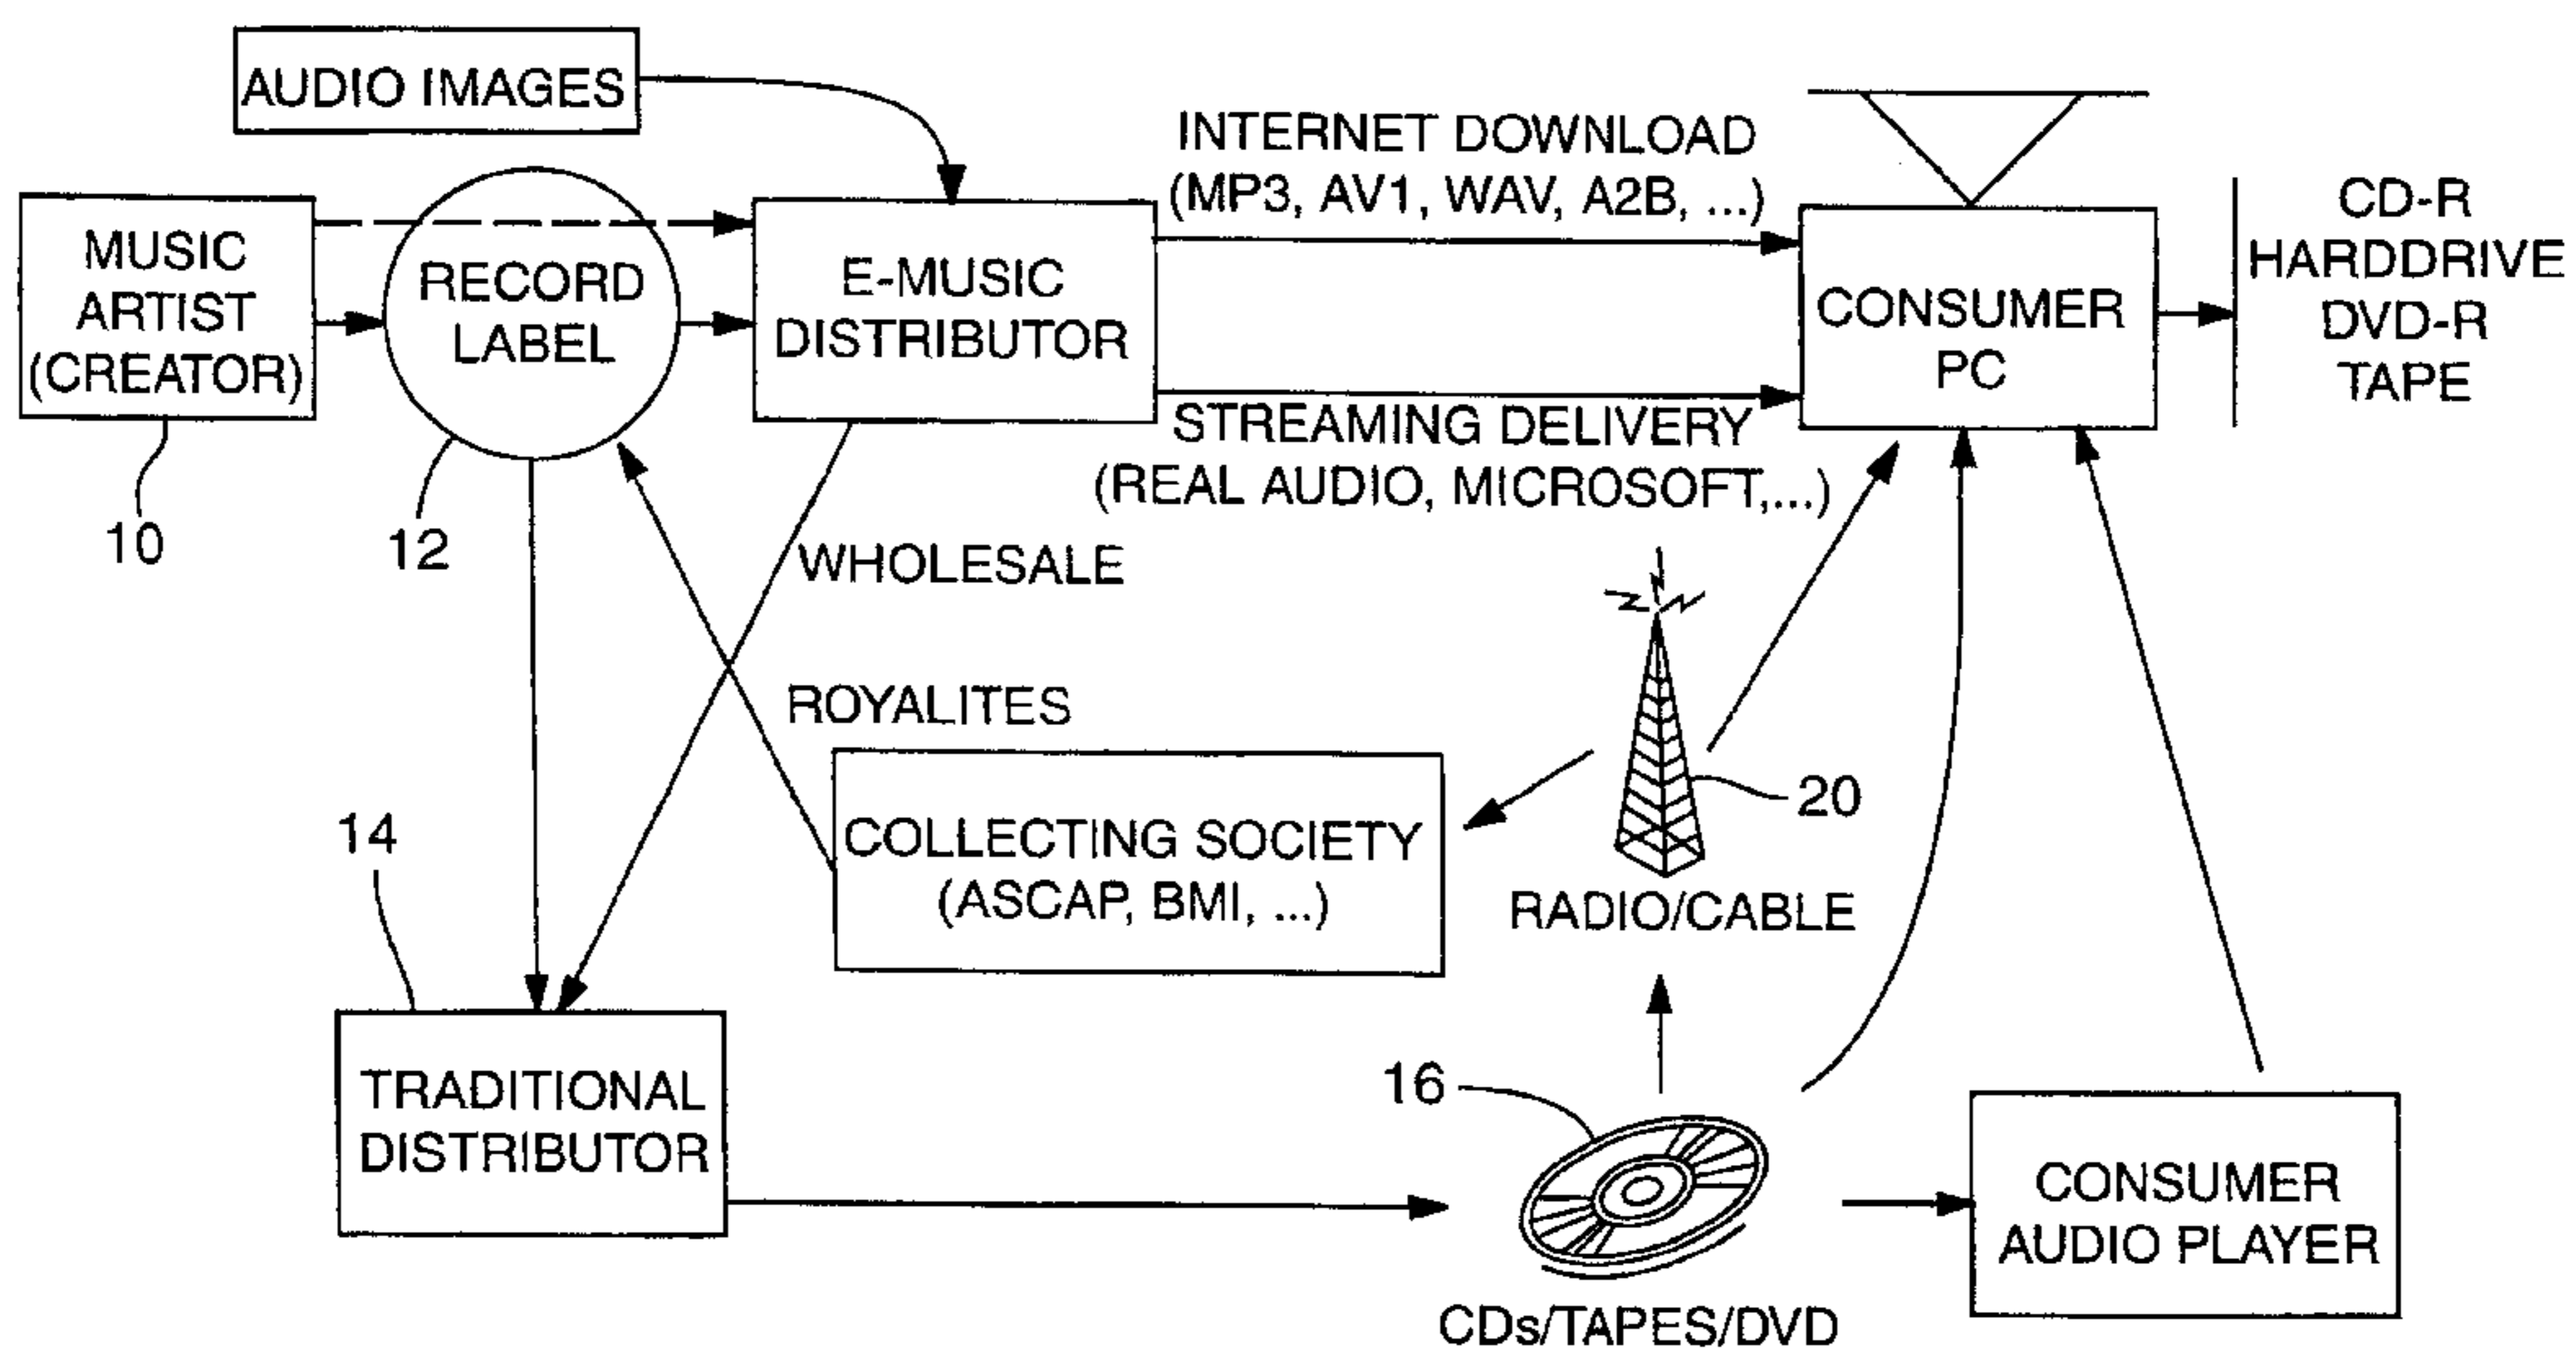 AUDIO IMAGES
MUSIC
ARTIST
(CREATOR)
10
RECORD
LABEL
12
E-MUSIC
DISTRIBUTOR
INTERNET DOWNLOAD
(MP3, AV1, WAV, A2B, ...)
STREAMING DELIVERY
(REAL AUDIO, MICROSOFT,...)
CONSUMER
PC
CD-R
HARDDRIVE
DVD-R
TAPE
WHOLESALE
ROYALITES
COLLECTING SOCIETY
(ASCAP, BMI, ...)
20
RADIO/CABLE
14
TRADITIONAL
DISTRIBUTOR
16
CDs/TAPES/DVD
CONSUMER
AUDIO PLAYER